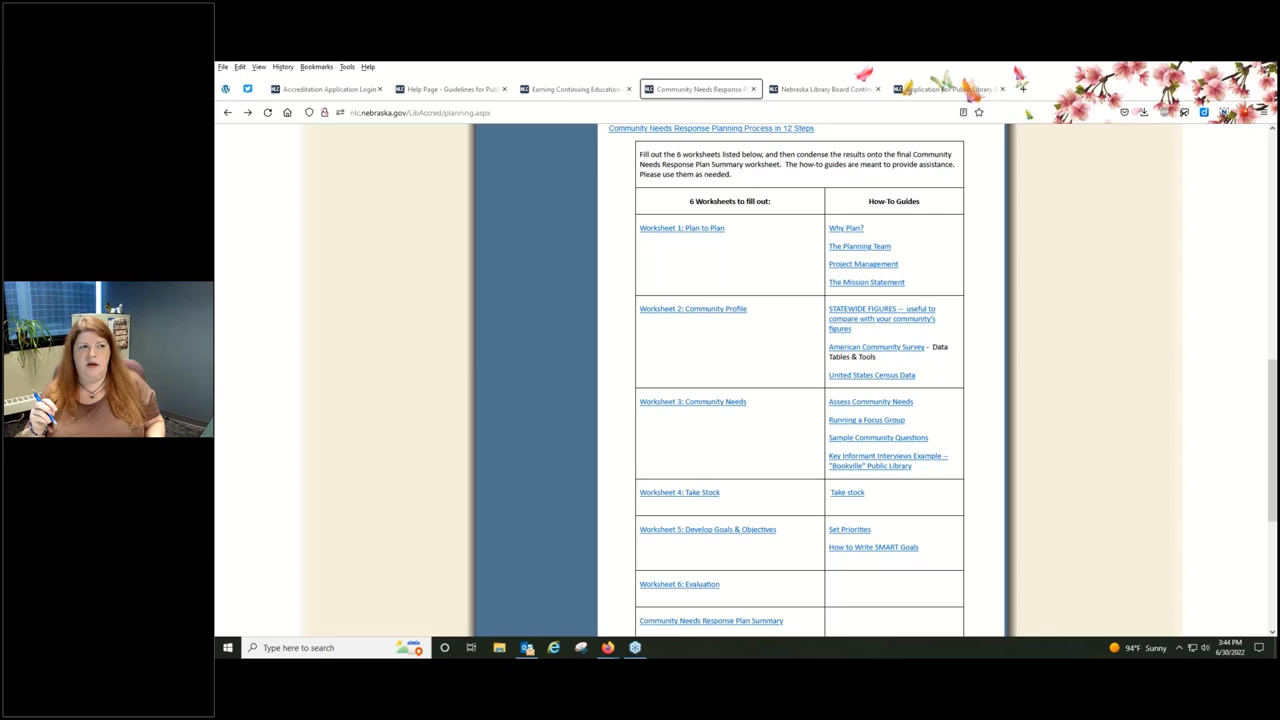 File Edit View History Bookmarks Tools Help
Accreditation Application Login
Help Page - Guidelines for Publ
Earning Continuing Education
Community Needs Response P
Nebraska Library Board Contin
Application for Public Library A
nlc.nebraska.gov/LibAccred/planning.aspx
Community Needs Response Planning Process in 12 Steps
Fill out the 6 worksheets listed below, and then condense the results onto the final Community
Needs Response Plan Summary worksheet. The how-to guides are meant to provide assistance.
Please use them as needed.
6 Worksheets to fill out:
How-To Guides
Worksheet 1: Plan to Plan
Why Plan?
The Planning Team
Project Management
The Mission Statement
Worksheet 2: Community Profile
STATEWIDE FIGURES -- useful to
compare with your community's
figures
American Community Survey - Data
Tables & Tools
United States Census Data
Worksheet 3: Community Needs
Assess Community Needs
Running a Focus Group
Sample Community Questions
Key Informant Interviews Example --
"Bookville" Public Library
Worksheet 4: Take Stock
Take stock
Worksheet 5: Develop Goals & Objectives
Set Priorities
How to Write SMART Goals
Worksheet 6: Evaluation
Community Needs Response Plan Summary
Type here to search
94°F Sunny
3:44 PM
6/30/2022